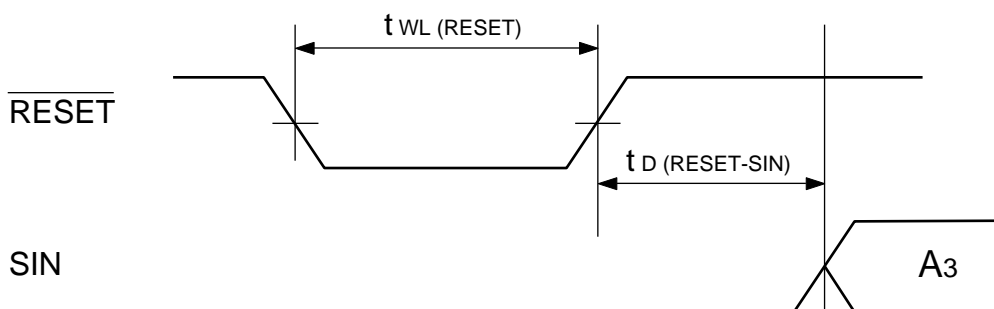 t WL (RESET)
RESET
t D (RESET-SIN)
SIN
A3